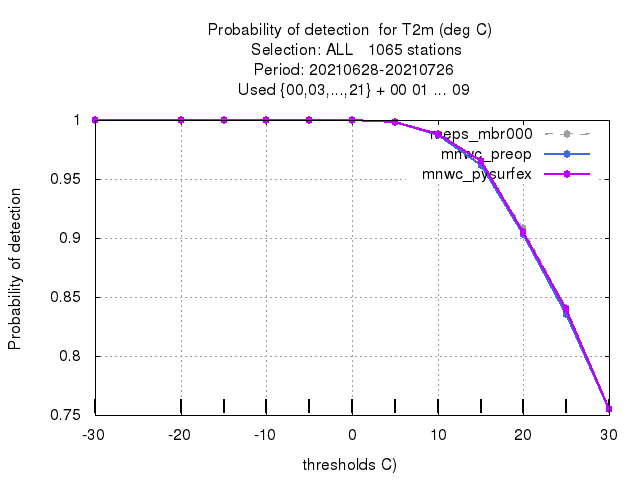 Probability of detection for T2m (deg C)
Selection: ALL 1065 stations
Period: 20210628-20210726
Used {00,03,...,21} + 00 01 ... 09
1
0.95
0.9
0.85
0.8
0.75
-30
-20
-10
0
10
20
30
Probability of detection
thresholds C)
meps_mbr000
mnwc_preop
mnwc_pysurfex